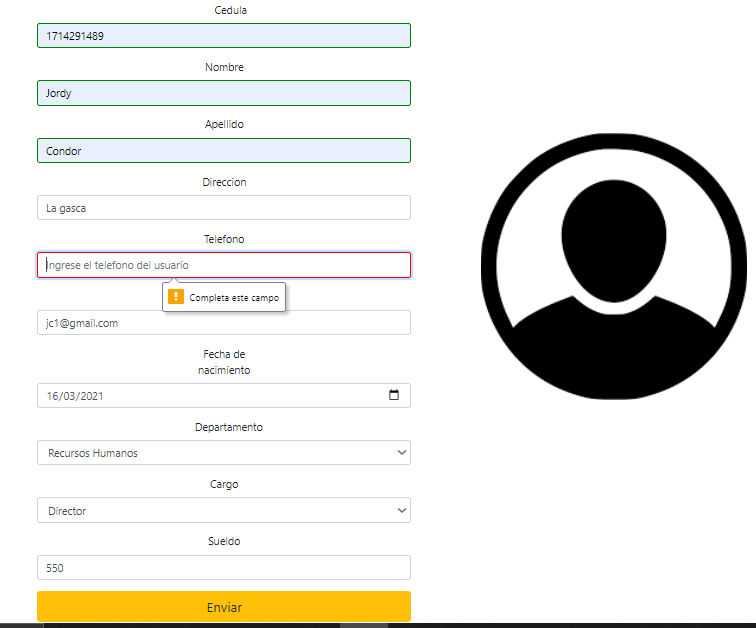 Cedula
1714291489
Nombre
Jordy
Apellido
Condor
Direccion
La gasca
Telefono
Ingrese el telefono del usuario
! Completa este campo
jc1@gmail.com
Fecha de
nacimiento
16/03/2021
Departamento
Recursos Humanos
Cargo
Director
Sueldo
550
Enviar